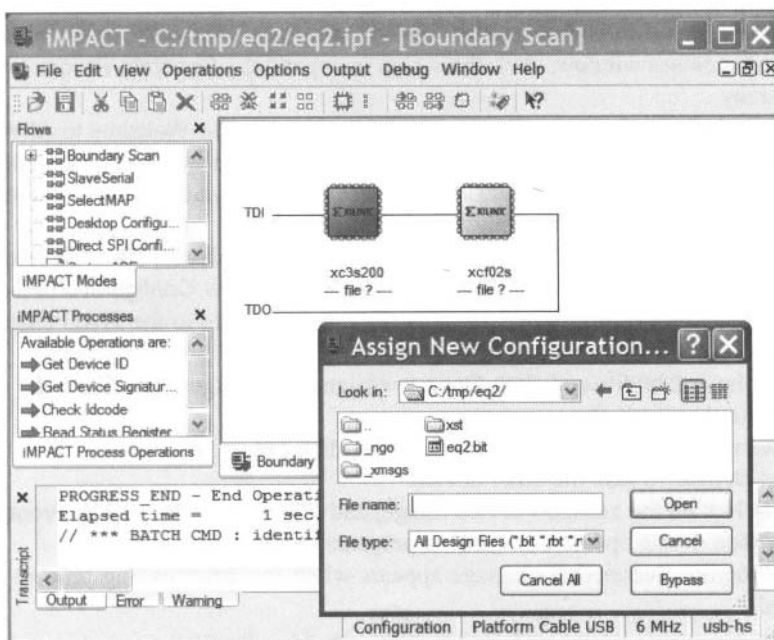 iMPACT - C:/tmp/eq2/eq2.ipf - [Boundary Scan]
File Edit View Operations Options Output Debug Window Help
Flows
Boundary Scan
SlaveSerial
SelectMAP
Desktop Configu...
Direct SPI Confi...
iMPACT Modes
iMPACT Processes
Available Operations are:
Get Device ID
Get Device Signatur...
Check Idcode
Read Status Register
iMPACT Process Operations
TDI
XILINX
XILINX
xc3s200
xcf02s
--- file ? ---
--- file ? ---
TDO
Boundary
Assign New Configuration...
Look in: C:/tmp/eq2/
..
xst
_ngo
eq2.bit
_xmsgs
File name:
Open
File type: All Design Files (*.bit *.rbt *.r
Cancel
Cancel All
Bypass
PROGRESS_END - End Operati
Elapsed time = 1 sec.
// *** BATCH CMD : identif
Transcript
Output Error Warning
Configuration Platform Cable USB 6 MHz usb-hs